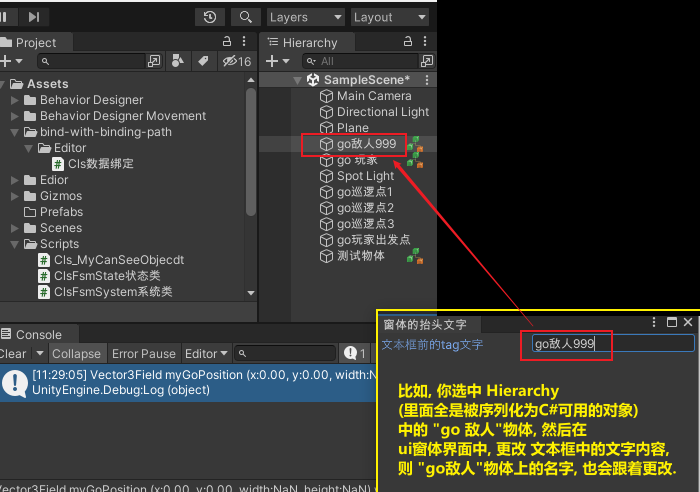 Layers
Layout
Project
Hierarchy
16
All
Assets
Behavior Designer
Behavior Designer Movement
bind-with-binding-path
Editor
Cls数据绑定
Edior
Gizmos
Prefabs
Scenes
Scripts
Cls_MyCanSeeObjecdt
ClsFsmState状态类
ClsFsmSystem系统类
SampleScene*
Main Camera
Directional Light
Plane
go敌人999
go 玩家
Spot Light
go巡逻点1
go巡逻点2
go巡逻点3
go玩家出发点
测试物体
Console
Clear
Collapse
Error Pause
Editor
1
[11:29:05] Vector3Field myGoPosition (x:0.00, y:0.00, width:N
UnityEngine.Debug:Log (object)
Vector3Field myGoPosition (x:0.00, y:0.00, width:NaN, height:NaN)
窗体的抬头文字
文本框前的tag文字
go敌人999
比如, 你选中 Hierarchy
(里面全是被序列化为C#可用的对象)
中的 "go 敌人"物体, 然后在
ui窗体界面中, 更改 文本框中的文字内容,
则 "go敌人"物体上的名字, 也会跟着更改.